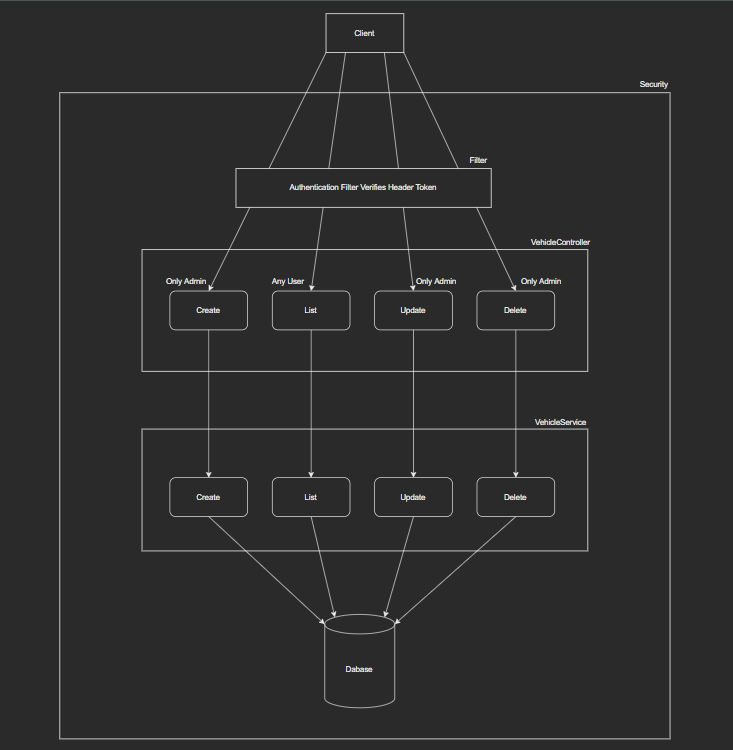 Client
Security
Filter
Authentication Filter Verifies Header Token
VehicleController
Only Admin
Any User
Only Admin
Only Admin
Create
List
Update
Delete
VehicleService
Create
List
Update
Delete
Dabase